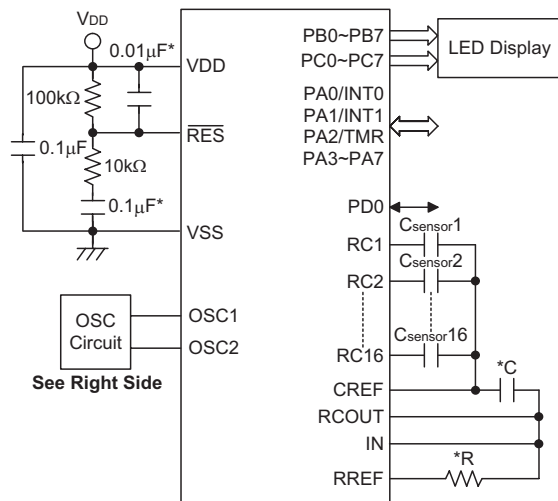 VDD
0.01μF*
VDD
100kΩ
RES
0.1μF
10kΩ
0.1μF*
VSS
OSC Circuit
OSC1
OSC2
See Right Side
PB0~PB7
PC0~PC7
LED Display
PA0/INT0
PA1/INT1
PA2/TMR
PA3~PA7
PD0
RC1
Csensor1
RC2
Csensor2
RC16
Csensor16
CREF
*C
RCOUT
IN
RREF
*R